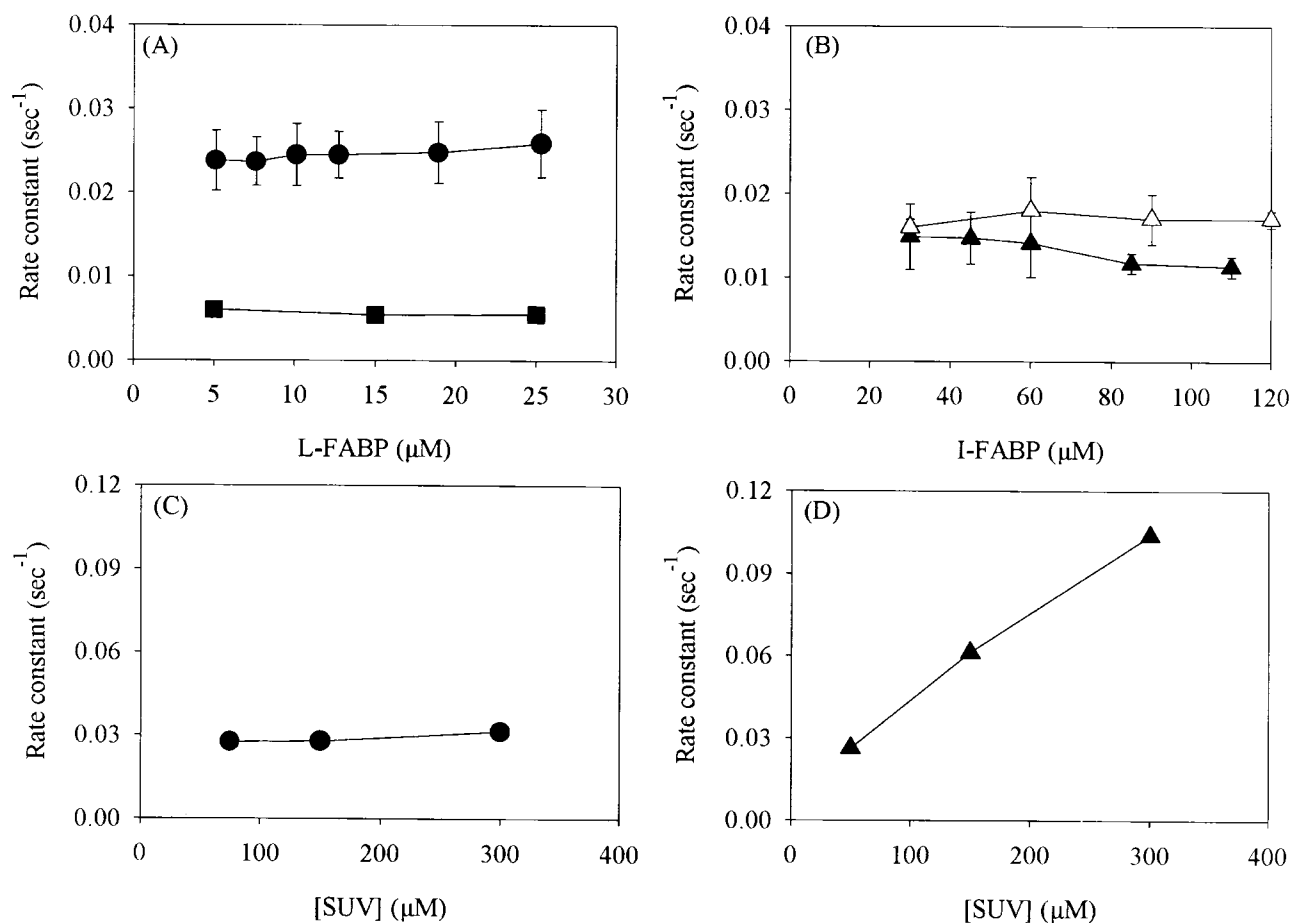 (A)
Rate constant (sec⁻¹)
0.04
0.03
0.02
0.01
0.00
0 5 10 15 20 25 30
L-FABP (µM)
(B)
Rate constant (sec⁻¹)
0.04
0.03
0.02
0.01
0.00
0 20 40 60 80 100 120
I-FABP (µM)
(C)
Rate constant (sec⁻¹)
0.12
0.09
0.06
0.03
0.00
0 100 200 300 400
[SUV] (µM)
(D)
Rate constant (sec⁻¹)
0.12
0.09
0.06
0.03
0.00
0 100 200 300 400
[SUV] (µM)